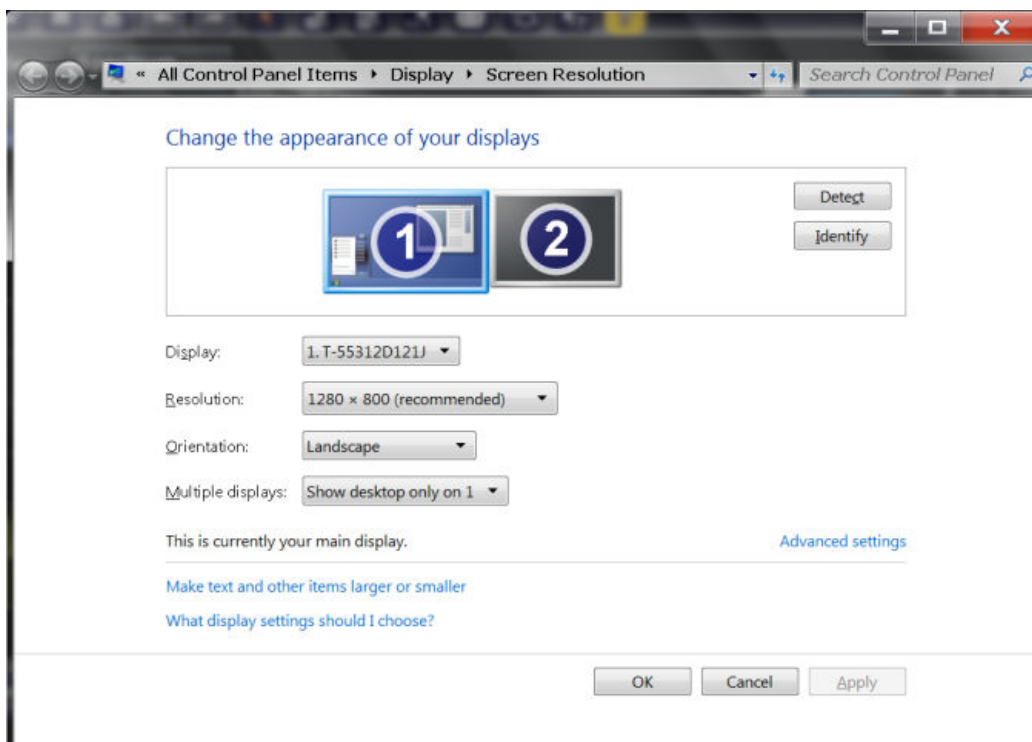 « All Control Panel Items ▸ Display ▸ Screen Resolution Search Control Panel
Change the appearance of your displays
1 2
Detect
Identify
Display: 1. T-55312D121J
Resolution: 1280 × 800 (recommended)
Orientation: Landscape
Multiple displays: Show desktop only on 1
This is currently your main display. Advanced settings
Make text and other items larger or smaller
What display settings should I choose?
OK Cancel Apply